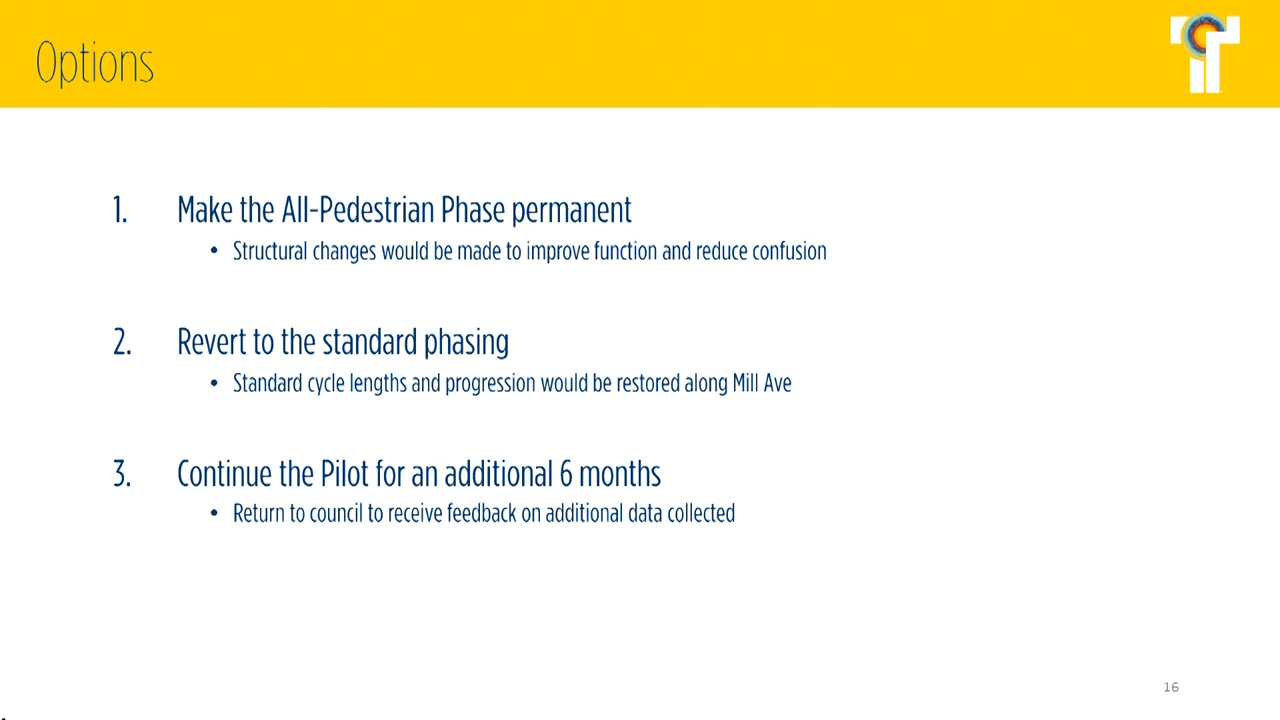 Options
1. Make the All-Pedestrian Phase permanent
• Structural changes would be made to improve function and reduce confusion
2. Revert to the standard phasing
• Standard cycle lengths and progression would be restored along Mill Ave
3. Continue the Pilot for an additional 6 months
• Return to council to receive feedback on additional data collected
16